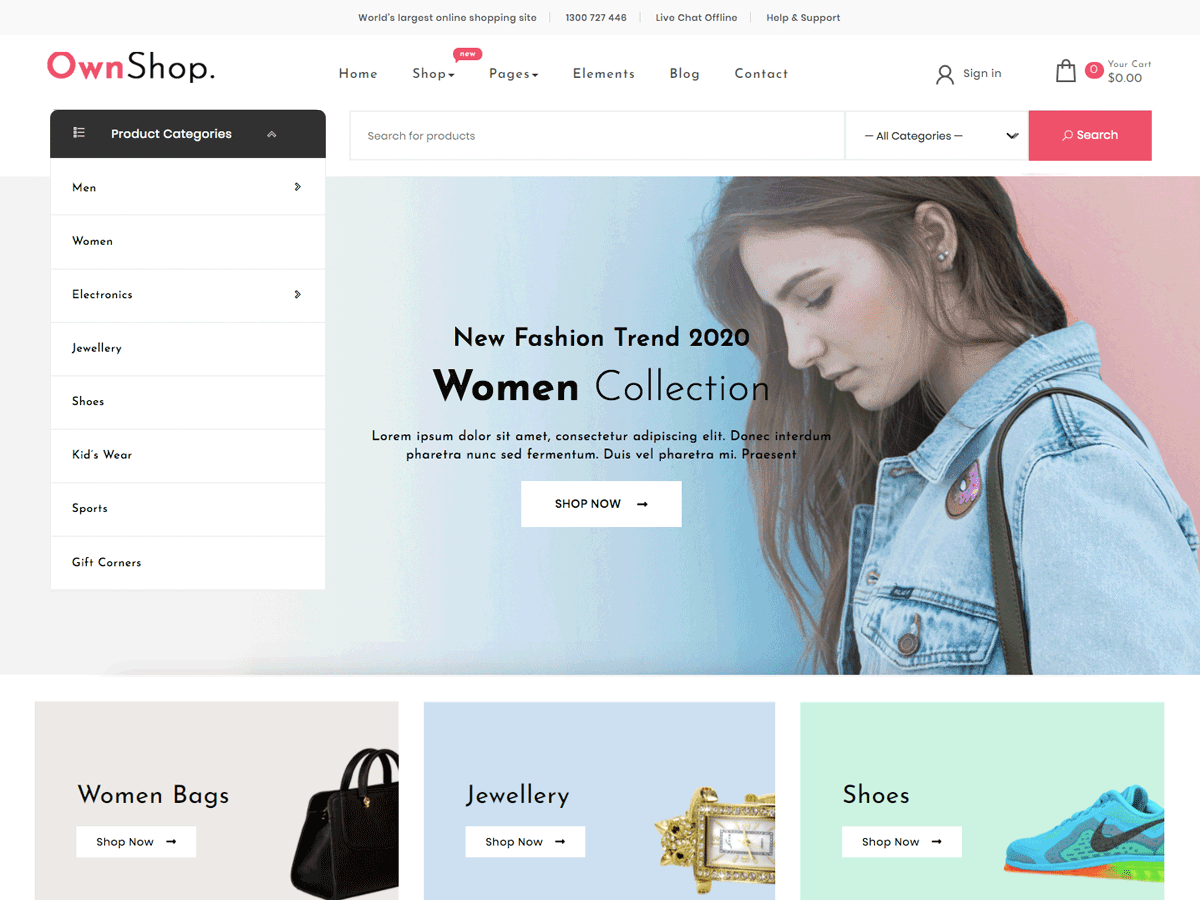 World's largest online shopping site
1300 727 446
Live Chat Offline
Help & Support
OwnShop.
Home
Shop
new
Pages
Elements
Blog
Contact
Sign in
0
Your Cart
$0.00
Product Categories
Search for products
— All Categories —
Search
Men
Women
Electronics
Jewellery
Shoes
Kid's Wear
Sports
Gift Corners
New Fashion Trend 2020
Women Collection
Lorem ipsum dolor sit amet, consectetur adipiscing elit. Donec interdum
pharetra nunc sed fermentum. Duis vel pharetra mi. Praesent
SHOP NOW
Women Bags
Shop Now
Jewellery
Shop Now
Shoes
Shop Now